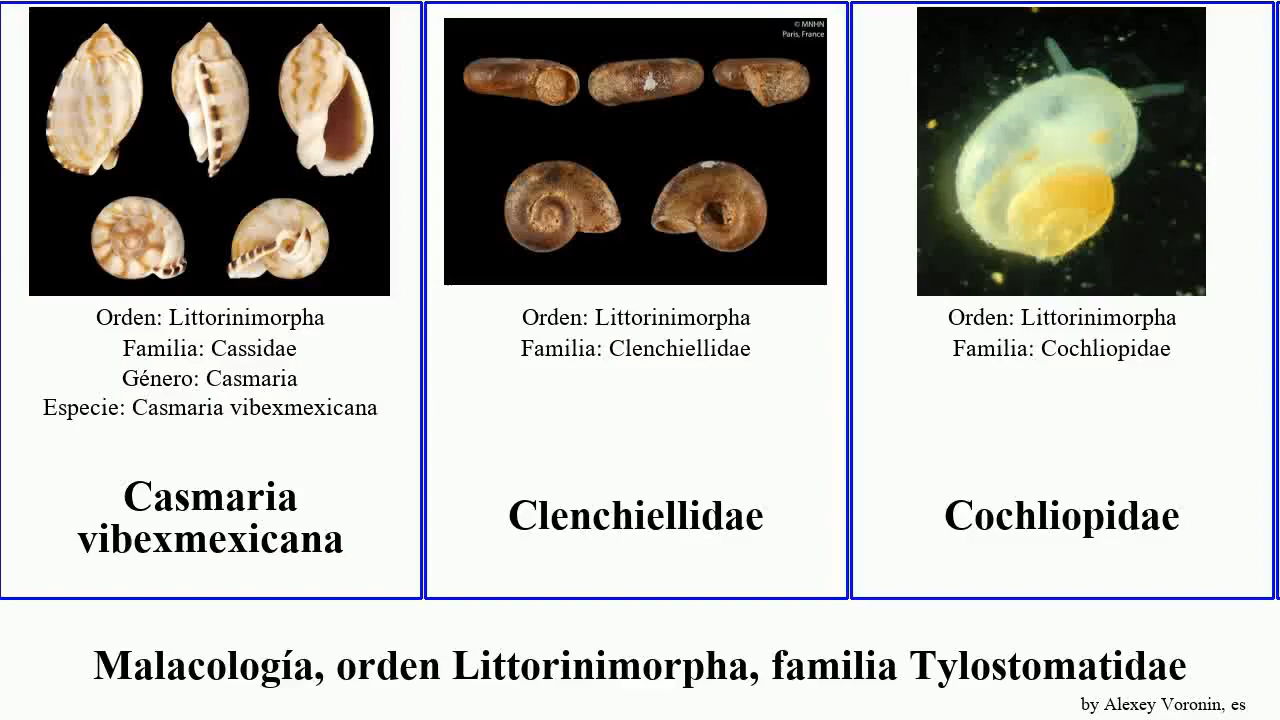 © MNHN
Paris, France
Orden: Littorinimorpha
Familia: Cassidae
Género: Casmaria
Especie: Casmaria vibexmexicana
Casmaria
vibexmexicana
Orden: Littorinimorpha
Familia: Clenchiellidae
Clenchiellidae
Orden: Littorinimorpha
Familia: Cochliopidae
Cochliopidae
Malacología, orden Littorinimorpha, familia Tylostomatidae
by Alexey Voronin, es